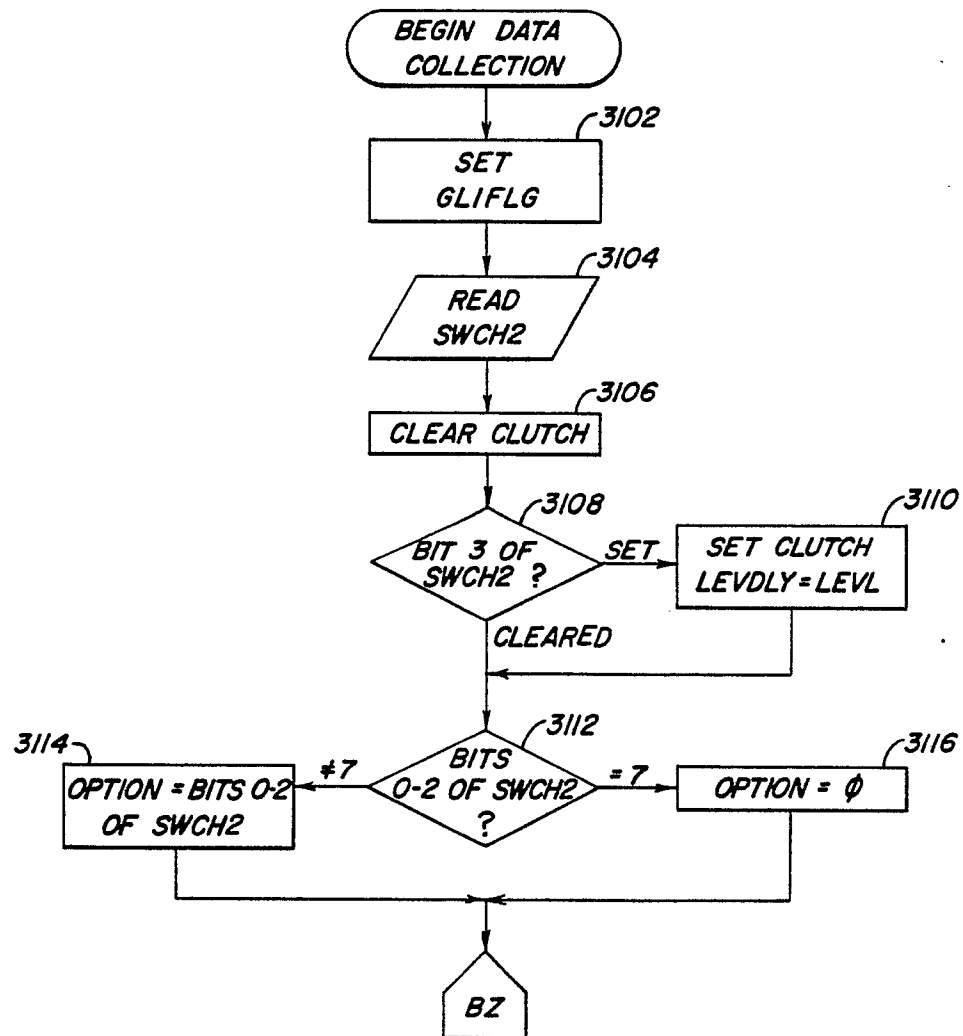 BEGIN DATA
COLLECTION
3102
SET
GLIFLG
3104
READ
SWCH2
3106
CLEAR CLUTCH
3108
BIT 3 OF
SWCH2 ?
SET
3110
SET CLUTCH
LEVDLY = LEVL
CLEARED
3112
BITS
0-2 OF SWCH2
?
≠7
3114
OPTION = BITS 0-2
OF SWCH2
=7
3116
OPTION = ϕ
BZ